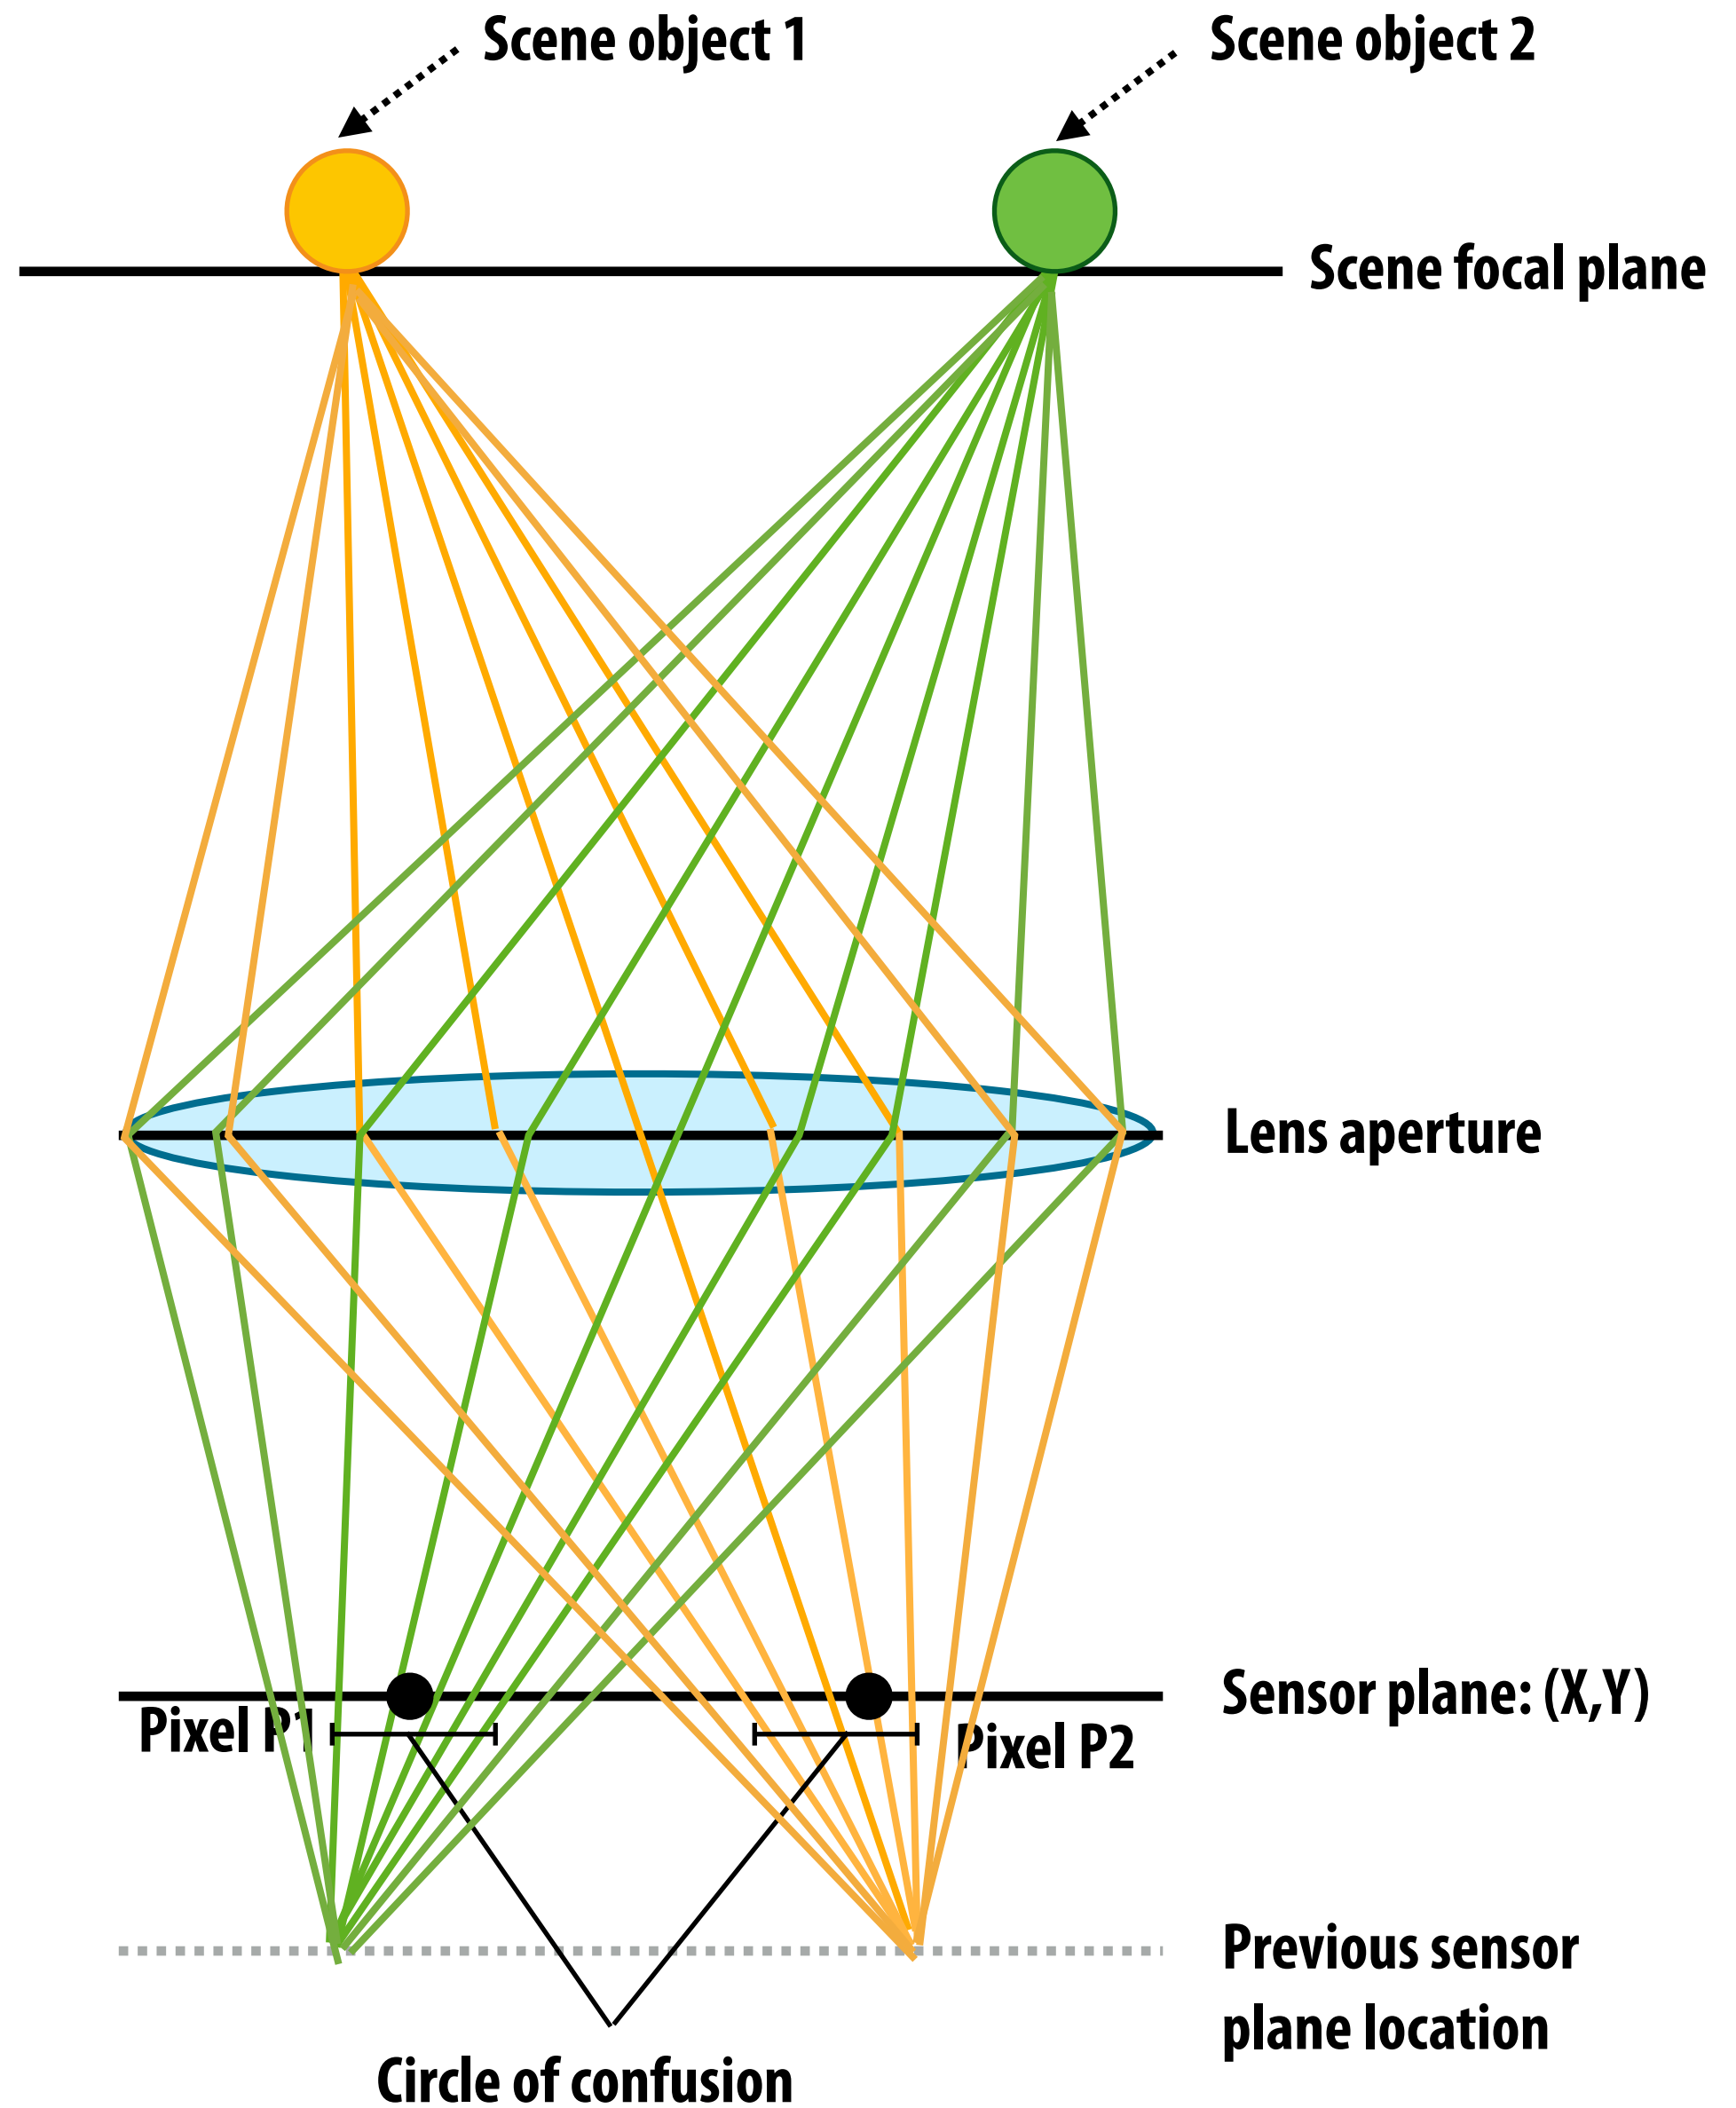 Scene object 1
Scene object 2
Scene focal plane
Lens aperture
Sensor plane: (X,Y)
Pixel P1
Pixel P2
Previous sensor
plane location
Circle of confusion